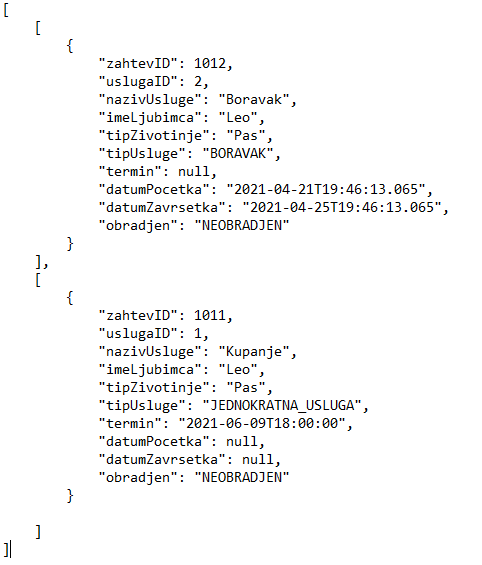 [
    [
        {
            "zahtevID": 1012,
            "uslugaID": 2,
            "nazivUsluge": "Boravak",
            "imeLjubimca": "Leo",
            "tipZivotinje": "Pas",
            "tipUsluge": "BORAVAK",
            "termin": null,
            "datumPocetka": "2021-04-21T19:46:13.065",
            "datumZavrsetka": "2021-04-25T19:46:13.065",
            "obradjen": "NEOBRADJEN"
        }
    ],
    [
        {
            "zahtevID": 1011,
            "uslugaID": 1,
            "nazivUsluge": "Kupanje",
            "imeLjubimca": "Leo",
            "tipZivotinje": "Pas",
            "tipUsluge": "JEDNOKRATNA_USLUGA",
            "termin": "2021-06-09T18:00:00",
            "datumPocetka": null,
            "datumZavrsetka": null,
            "obradjen": "NEOBRADJEN"
        }

    ]
]